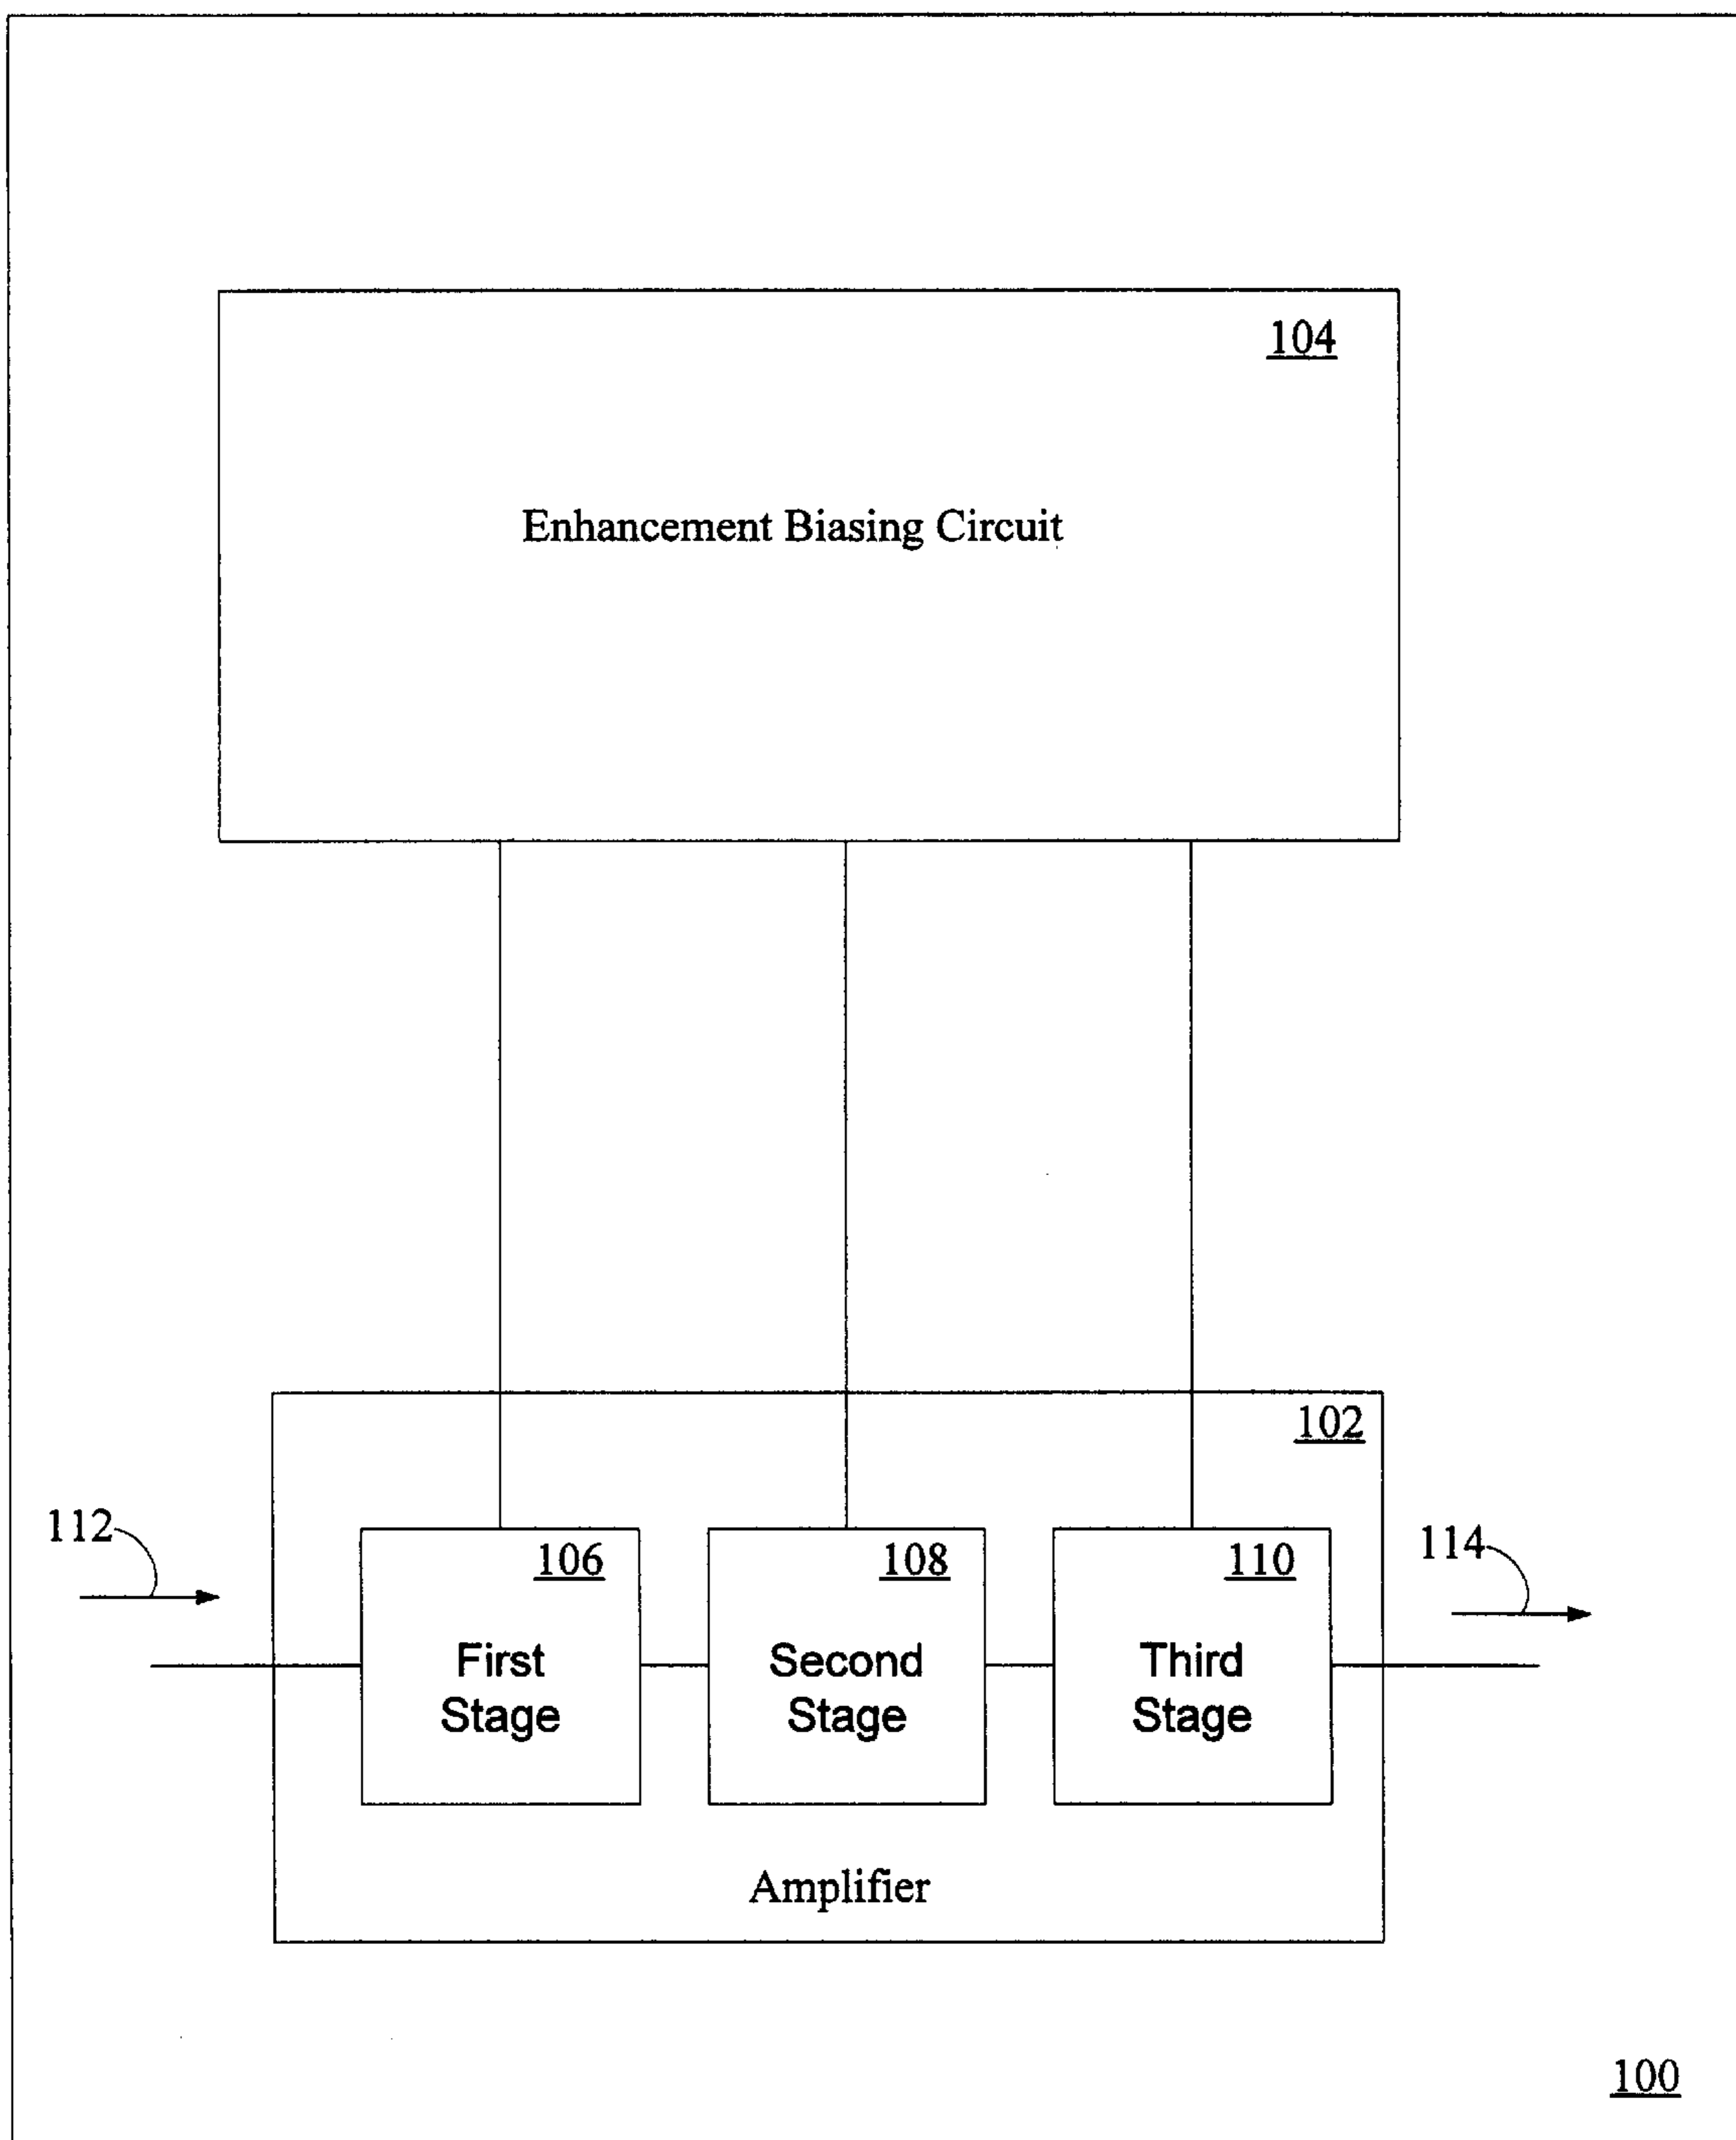 104
Enhancement Biasing Circuit
102
112
106
108
110
114
First
Stage
Second
Stage
Third
Stage
Amplifier
100